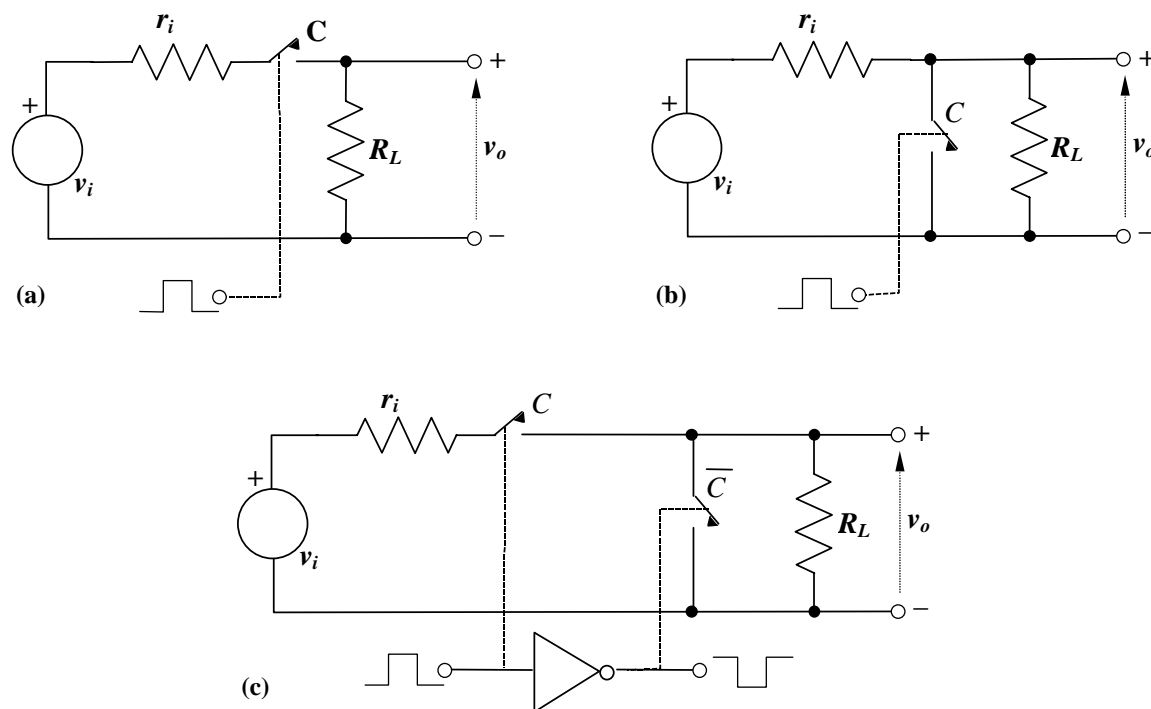 r_i
C
+
+
R_L
v_o
v_i
−
(a)
r_i
+
+
C
R_L
v_o
v_i
−
(b)
r_i
C
+
+
C̅
R_L
v_o
v_i
−
(c)